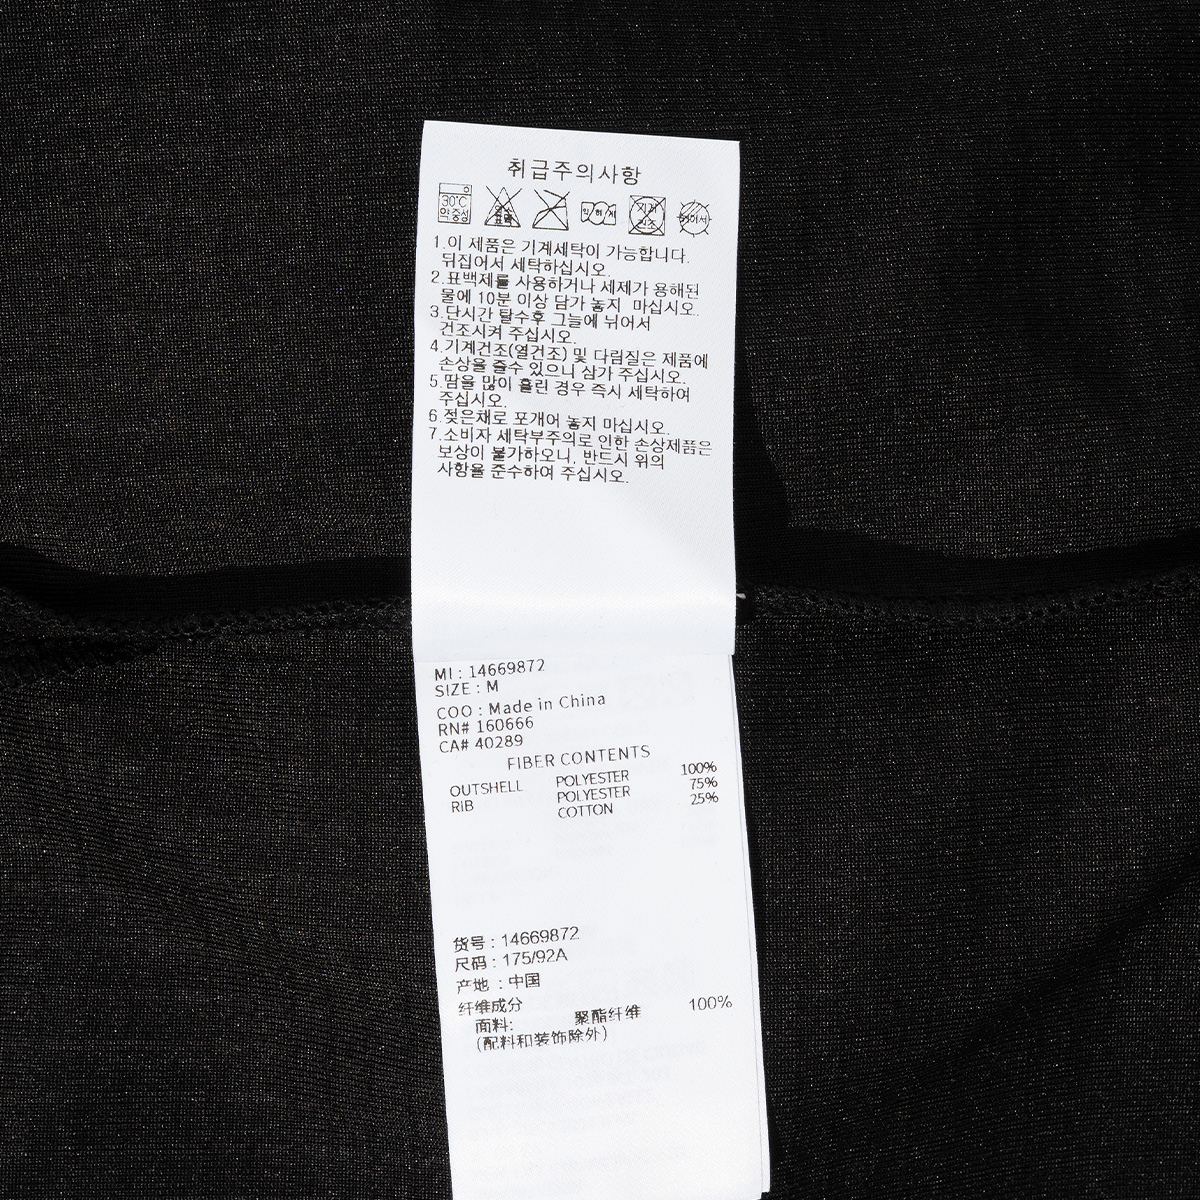 취급주의사항
30℃
약 중성
1.이 제품은 기계세탁이 가능합니다.
뒤집어서 세탁하십시오.
2.표백제를 사용하거나 세제가 용해된
물에 10분 이상 담가 놓지 마십시오.
3.단시간 탈수후 그늘에 뉘어서
건조시켜 주십시오.
4.기계건조(열건조) 및 다림질은 제품에
손상을 줄수 있으니 삼가 주십시오.
5.땀을 많이 흘린 경우 즉시 세탁하여
주십시오.
6.젖은채로 포개어 놓지 마십시오.
7.소비자 세탁부주의로 인한 손상제품은
보상이 불가하오니, 반드시 위의
사항을 준수하여 주십시오.
MI : 14669872
SIZE : M
COO : Made in China
RN# 160666
CA# 40289
FIBER CONTENTS
OUTSHELL POLYESTER 100%
RIB POLYESTER 75%
COTTON 25%
货号 : 14669872
尺码 : 175/92A
产地 : 中国
纤维成分
面料: 聚酯纤维 100%
(配料和装饰除外)